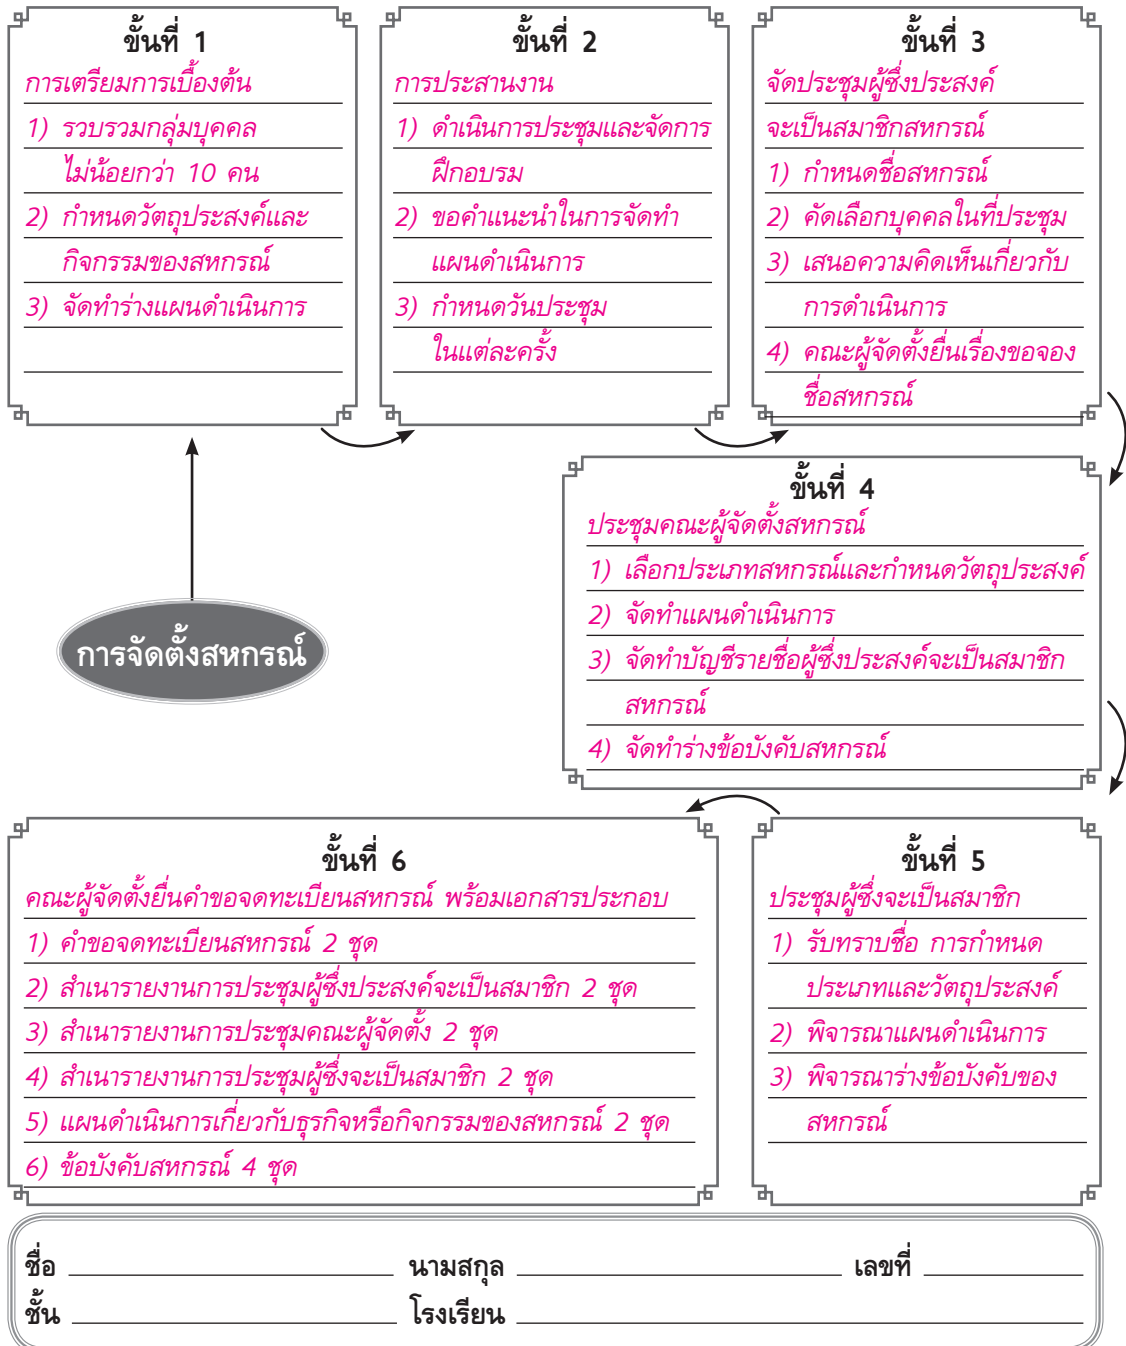 ขั้นที่ 1
การเตรียมการเบื้องต้น
1) รวบรวมกลุ่มบุคคล
ไม่น้อยกว่า 10 คน
2) กำหนดวัตถุประสงค์และ
กิจกรรมของสหกรณ์
3) จัดทำร่างแผนดำเนินการ
ขั้นที่ 2
การประสานงาน
1) ดำเนินการประชุมและจัดการ
ฝึกอบรม
2) ขอคำแนะนำในการจัดทำ
แผนดำเนินการ
3) กำหนดวันประชุม
ในแต่ละครั้ง
ขั้นที่ 3
จัดประชุมผู้ซึ่งประสงค์
จะเป็นสมาชิกสหกรณ์
1) กำหนดชื่อสหกรณ์
2) คัดเลือกบุคคลในที่ประชุม
3) เสนอความคิดเห็นเกี่ยวกับ
การดำเนินการ
4) คณะผู้จัดตั้งยื่นเรื่องขอจอง
ชื่อสหกรณ์
การจัดตั้งสหกรณ์
ขั้นที่ 4
ประชุมคณะผู้จัดตั้งสหกรณ์
1) เลือกประเภทสหกรณ์และกำหนดวัตถุประสงค์
2) จัดทำแผนดำเนินการ
3) จัดทำบัญชีรายชื่อผู้ซึ่งประสงค์จะเป็นสมาชิก
สหกรณ์
4) จัดทำร่างข้อบังคับสหกรณ์
ขั้นที่ 5
ประชุมผู้ซึ่งจะเป็นสมาชิก
1) รับทราบชื่อ การกำหนด
ประเภทและวัตถุประสงค์
2) พิจารณาแผนดำเนินการ
3) พิจารณาร่างข้อบังคับของ
สหกรณ์
ขั้นที่ 6
คณะผู้จัดตั้งยื่นคำขอจดทะเบียนสหกรณ์ พร้อมเอกสารประกอบ
1) คำขอจดทะเบียนสหกรณ์ 2 ชุด
2) สำเนารายงานการประชุมผู้ซึ่งประสงค์จะเป็นสมาชิก 2 ชุด
3) สำเนารายงานการประชุมคณะผู้จัดตั้ง 2 ชุด
4) สำเนารายงานการประชุมผู้ซึ่งจะเป็นสมาชิก 2 ชุด
5) แผนดำเนินการเกี่ยวกับธุรกิจหรือกิจกรรมของสหกรณ์ 2 ชุด
6) ข้อบังคับสหกรณ์ 4 ชุด
ชื่อ นามสกุล เลขที่
ชั้น โรงเรียน